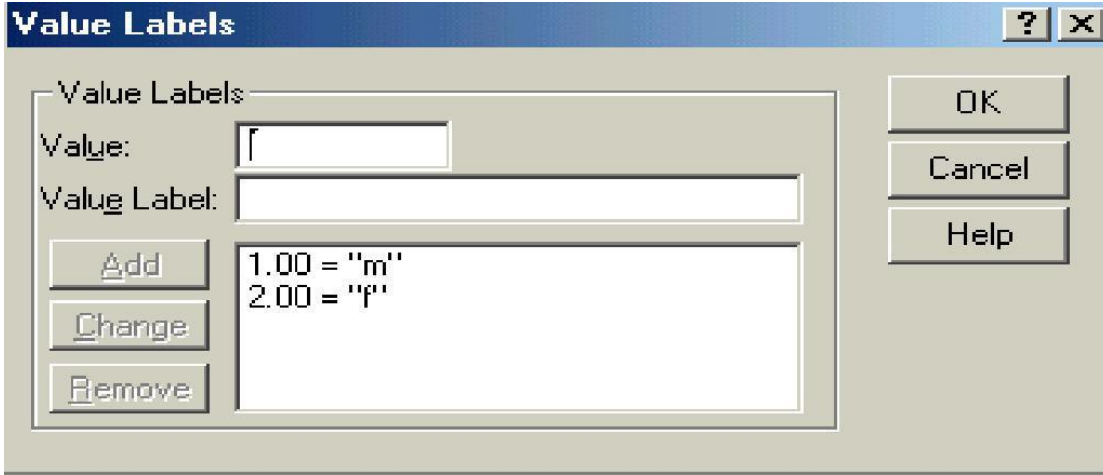 Value Labels
? X
Value Labels
Value:
Value Label:
Add
Change
Remove
1.00 = "m"
2.00 = "f"
OK
Cancel
Help